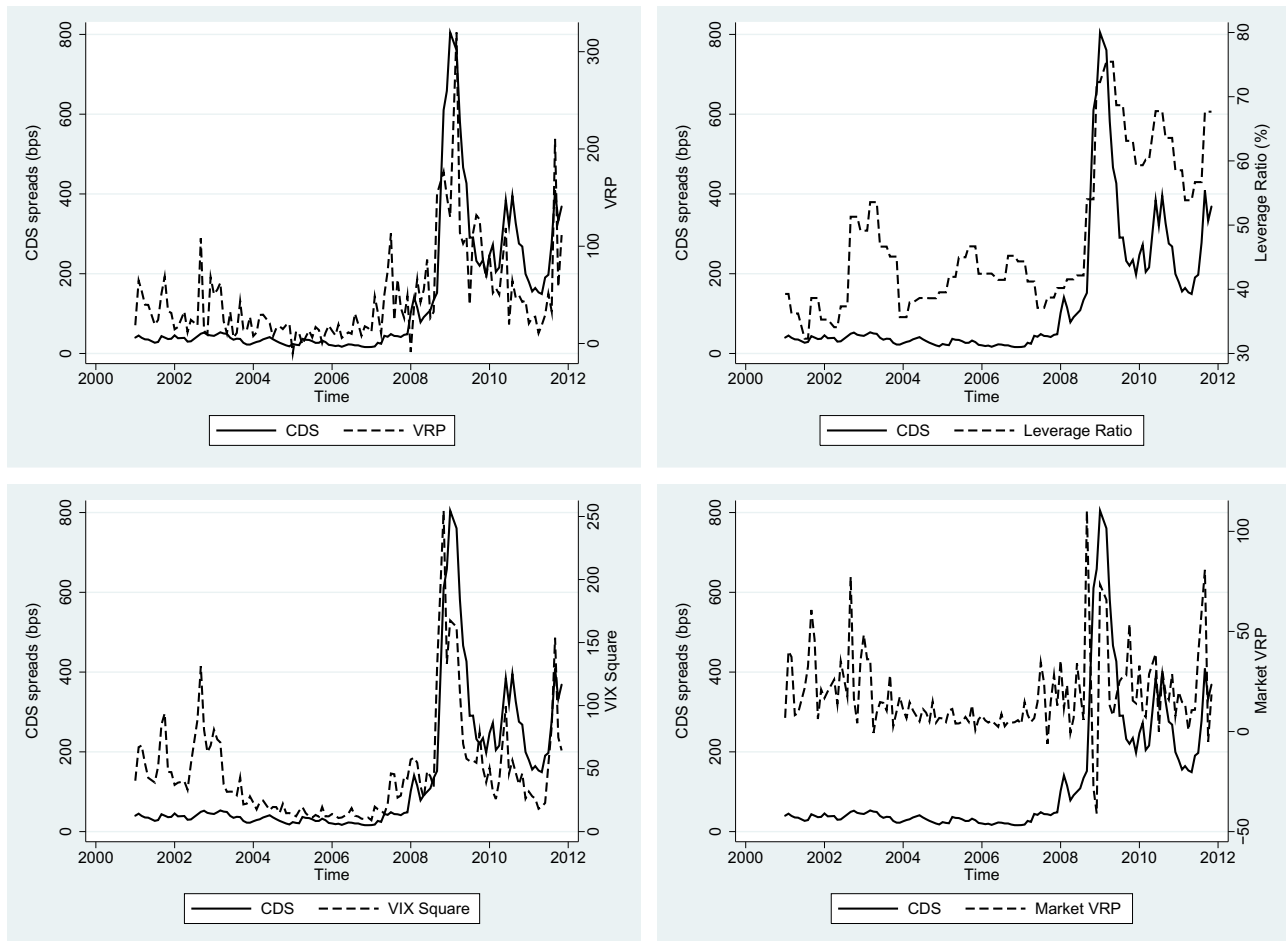 800
600
400
200
0
CDS spreads (bps)
300
200
100
0
VRP
2000 2002 2004 2006 2008 2010 2012
Time
CDS VRP
800
600
400
200
0
CDS spreads (bps)
80
70
60
50
40
30
Leverage Ratio (%)
2000 2002 2004 2006 2008 2010 2012
Time
CDS Leverage Ratio
800
600
400
200
0
CDS spreads (bps)
250
200
150
100
50
0
VIX Square
2000 2002 2004 2006 2008 2010 2012
Time
CDS VIX Square
800
600
400
200
0
CDS spreads (bps)
100
50
0
−50
Market VRP
2000 2002 2004 2006 2008 2010 2012
Time
CDS Market VRP